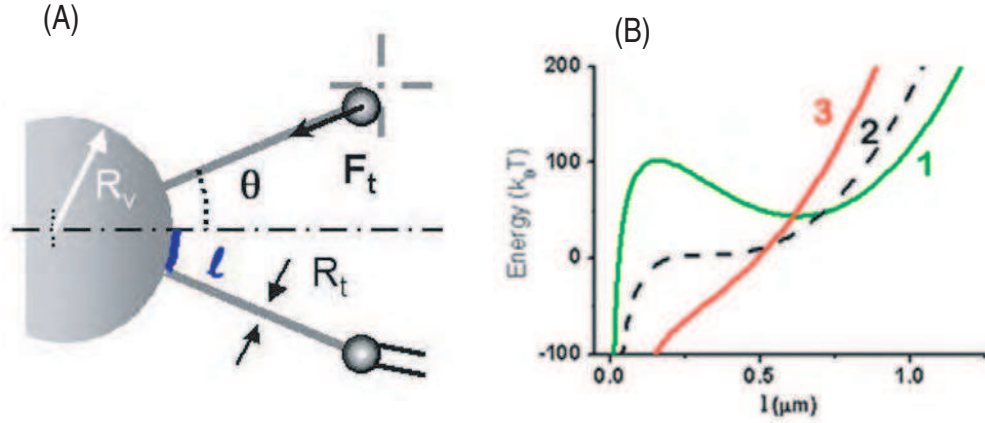 (A)
R_v
θ
F_t
ℓ
R_t
(B)
Energy (k_bT)
200
100
0
-100
3
2
1
0.0 0.5 1.0
l (μm)